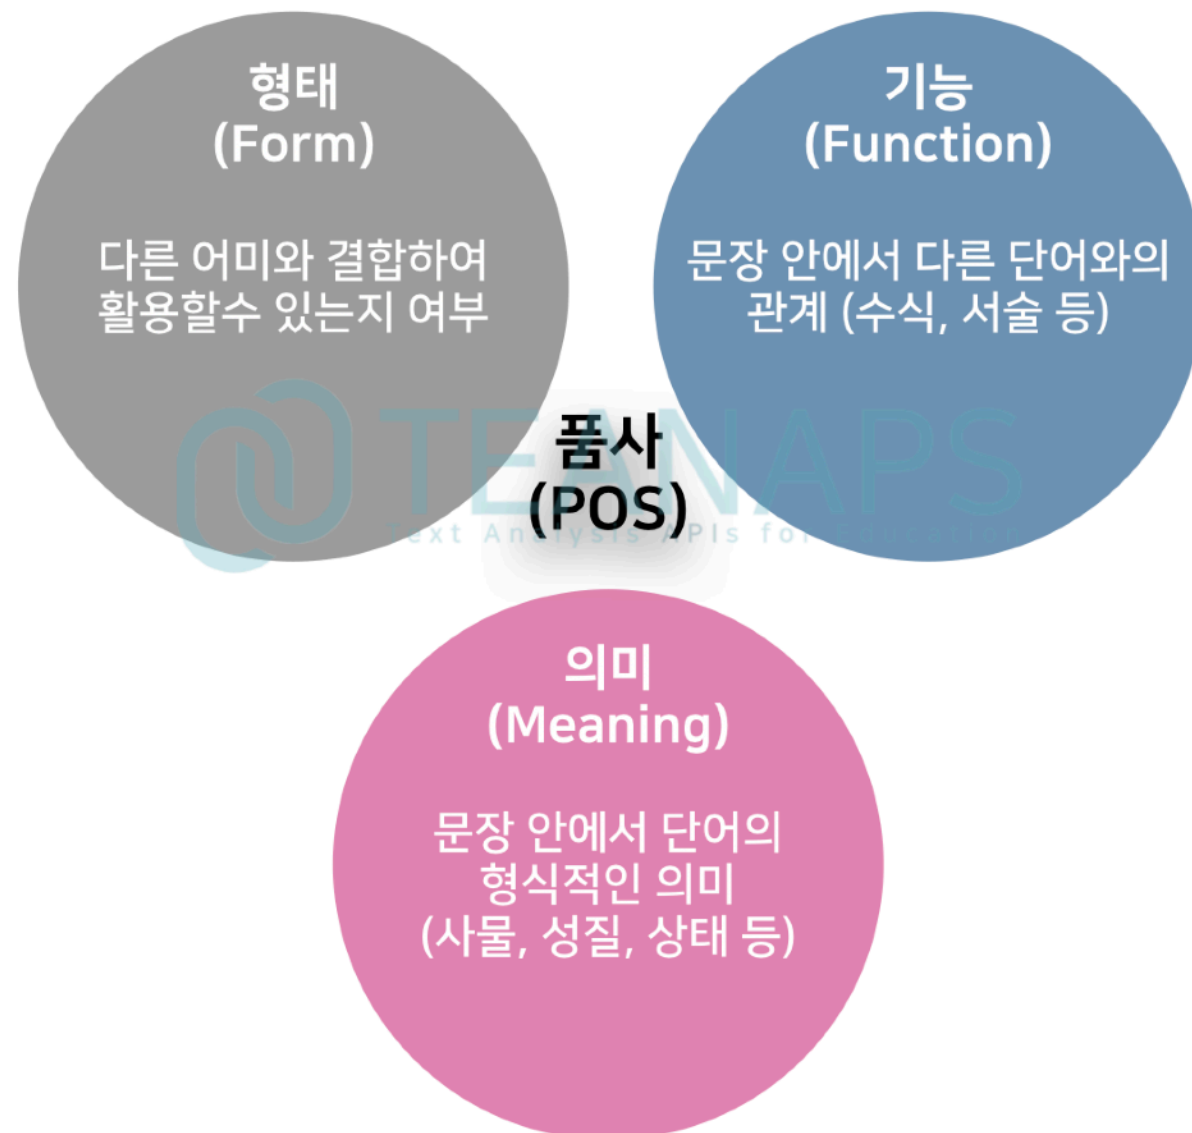 형태
(Form)
다른 어미와 결합하여
활용할수 있는지 여부
기능
(Function)
문장 안에서 다른 단어와의
관계 (수식, 서술 등)
TEANAPS
Text Analysis APIs for Education
품사
(POS)
의미
(Meaning)
문장 안에서 단어의
형식적인 의미
(사물, 성질, 상태 등)